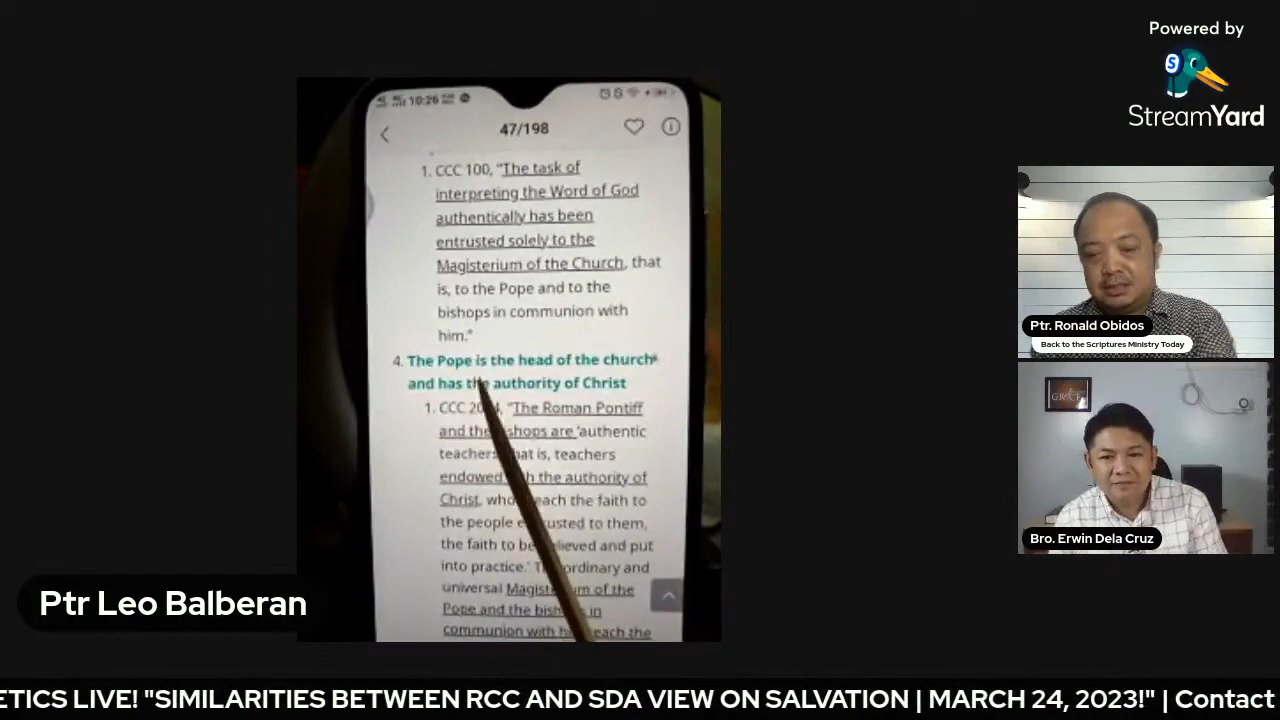 Powered by
S
StreamYard
10:26
47/198
1. CCC 100, "The task of
interpreting the Word of God
authentically has been
entrusted solely to the
Magisterium of the Church, that
is, to the Pope and to the
bishops in communion with
him."
4. The Pope is the head of the church
and has the authority of Christ
1. CCC "The Roman Pontiff
and the are 'authentic
that is, teachers
endowed the authority of
Christ, the faith to
the people to them,
the faith to be and put
into practice.' ordinary and
universal of the
Pope and the in
communion with the
Ptr. Ronald Obidos
Back to the Scriptures Ministry Today
GRACE
Bro. Erwin Dela Cruz
Ptr Leo Balberan
ETICS LIVE! "SIMILARITIES BETWEEN RCC AND SDA VIEW ON SALVATION | MARCH 24, 2023!" | Contact